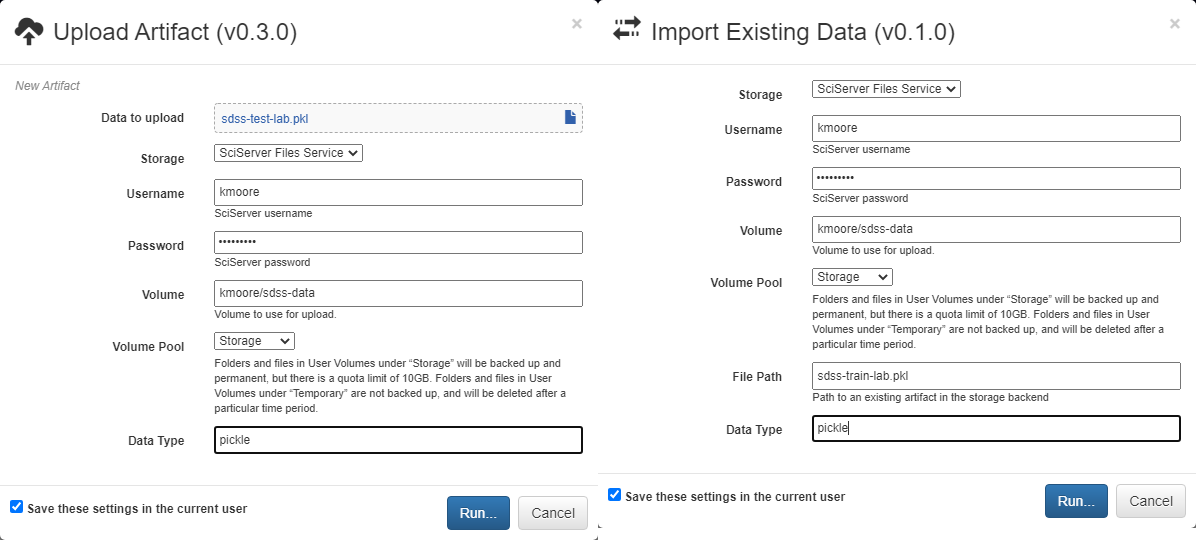 Upload Artifact (v0.3.0)
×
New Artifact
Data to upload
sdss-test-lab.pkl
Storage
SciServer Files Service
Username
kmoore
SciServer username
Password
•••••••••
SciServer password
Volume
kmoore/sdss-data
Volume to use for upload.
Volume Pool
Storage
Folders and files in User Volumes under “Storage” will be backed up and
permanent, but there is a quota limit of 10GB. Folders and files in User
Volumes under “Temporary” are not backed up, and will be deleted after a
particular time period.
Data Type
pickle
Save these settings in the current user
Run...
Cancel
Import Existing Data (v0.1.0)
×
Storage
SciServer Files Service
Username
kmoore
SciServer username
Password
•••••••••
SciServer password
Volume
kmoore/sdss-data
Volume to use for upload.
Volume Pool
Storage
Folders and files in User Volumes under “Storage” will be backed up and
permanent, but there is a quota limit of 10GB. Folders and files in User
Volumes under “Temporary” are not backed up, and will be deleted after a
particular time period.
File Path
sdss-train-lab.pkl
Path to an existing artifact in the storage backend
Data Type
pickle
Save these settings in the current user
Run...
Cancel